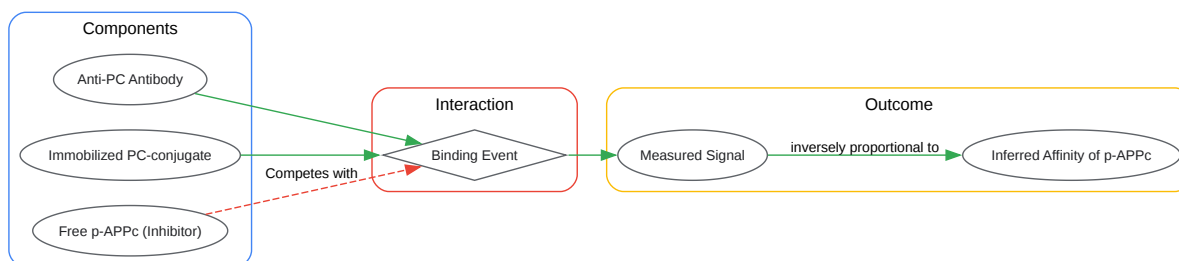 Components
Anti-PC Antibody
Immobilized PC-conjugate
Free p-APPc (Inhibitor)
Competes with
Interaction
Binding Event
Outcome
Measured Signal
inversely proportional to
Inferred Affinity of p-APPc